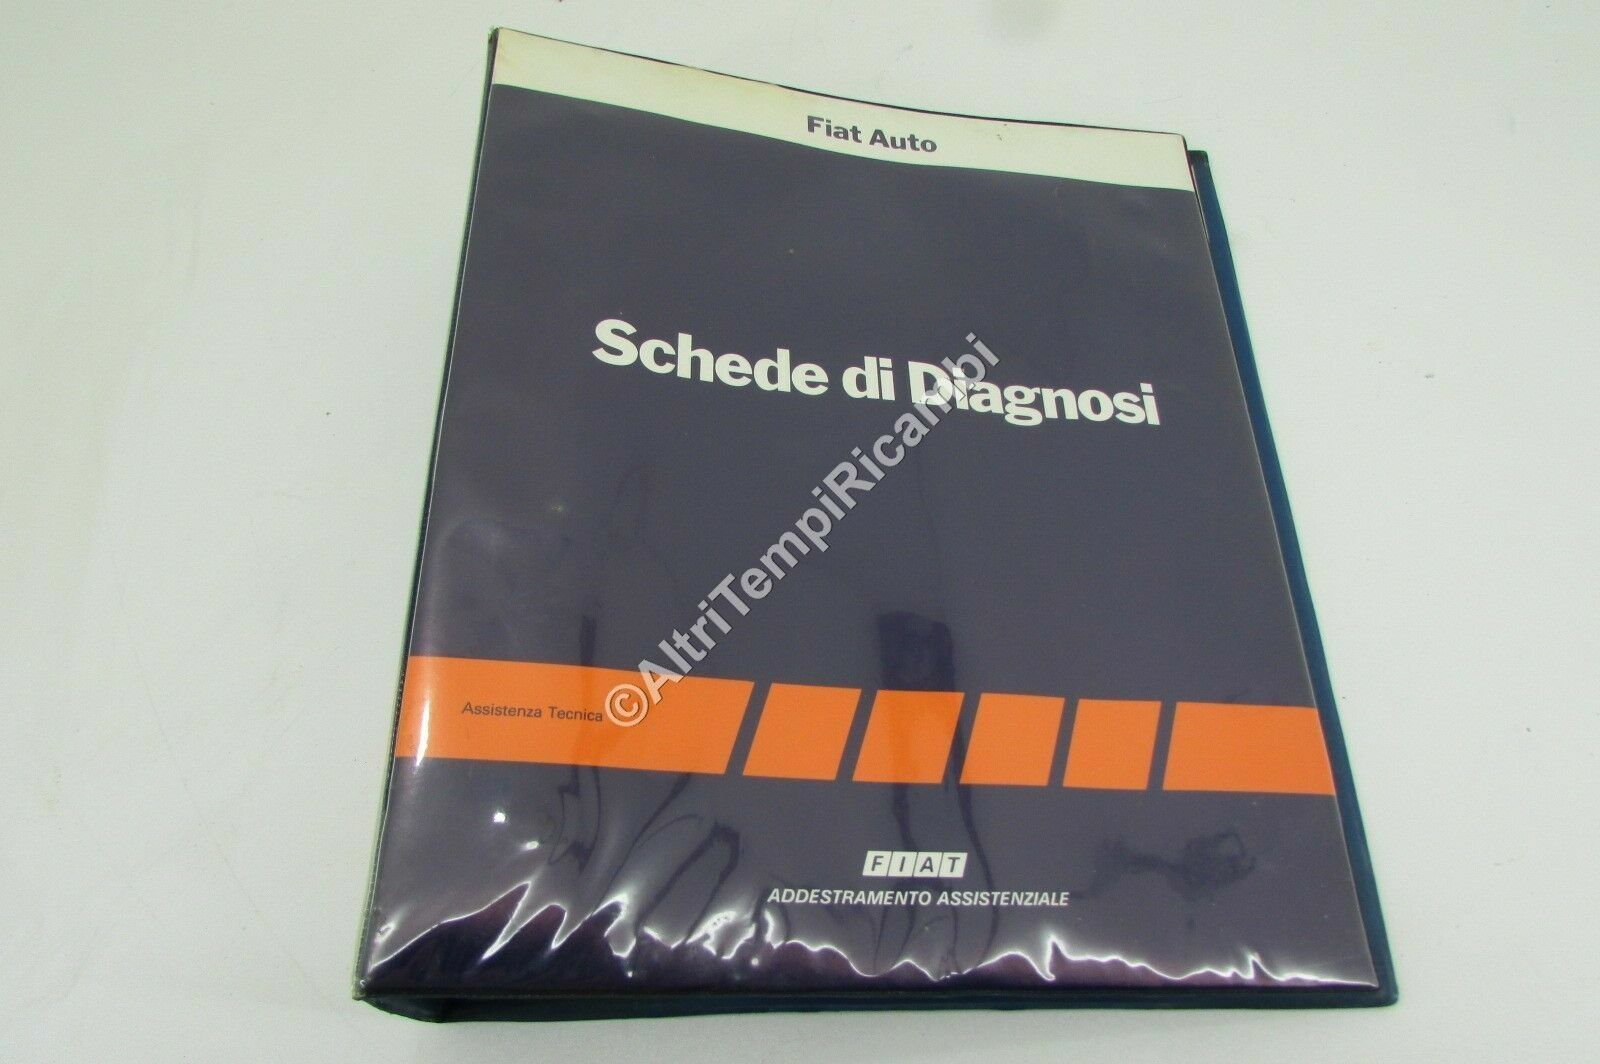 Fiat Auto
Schede di Diagnosi
©AltriTempiRicambi
Assistenza Tecnica
FIAT
ADDESTRAMENTO ASSISTENZIALE